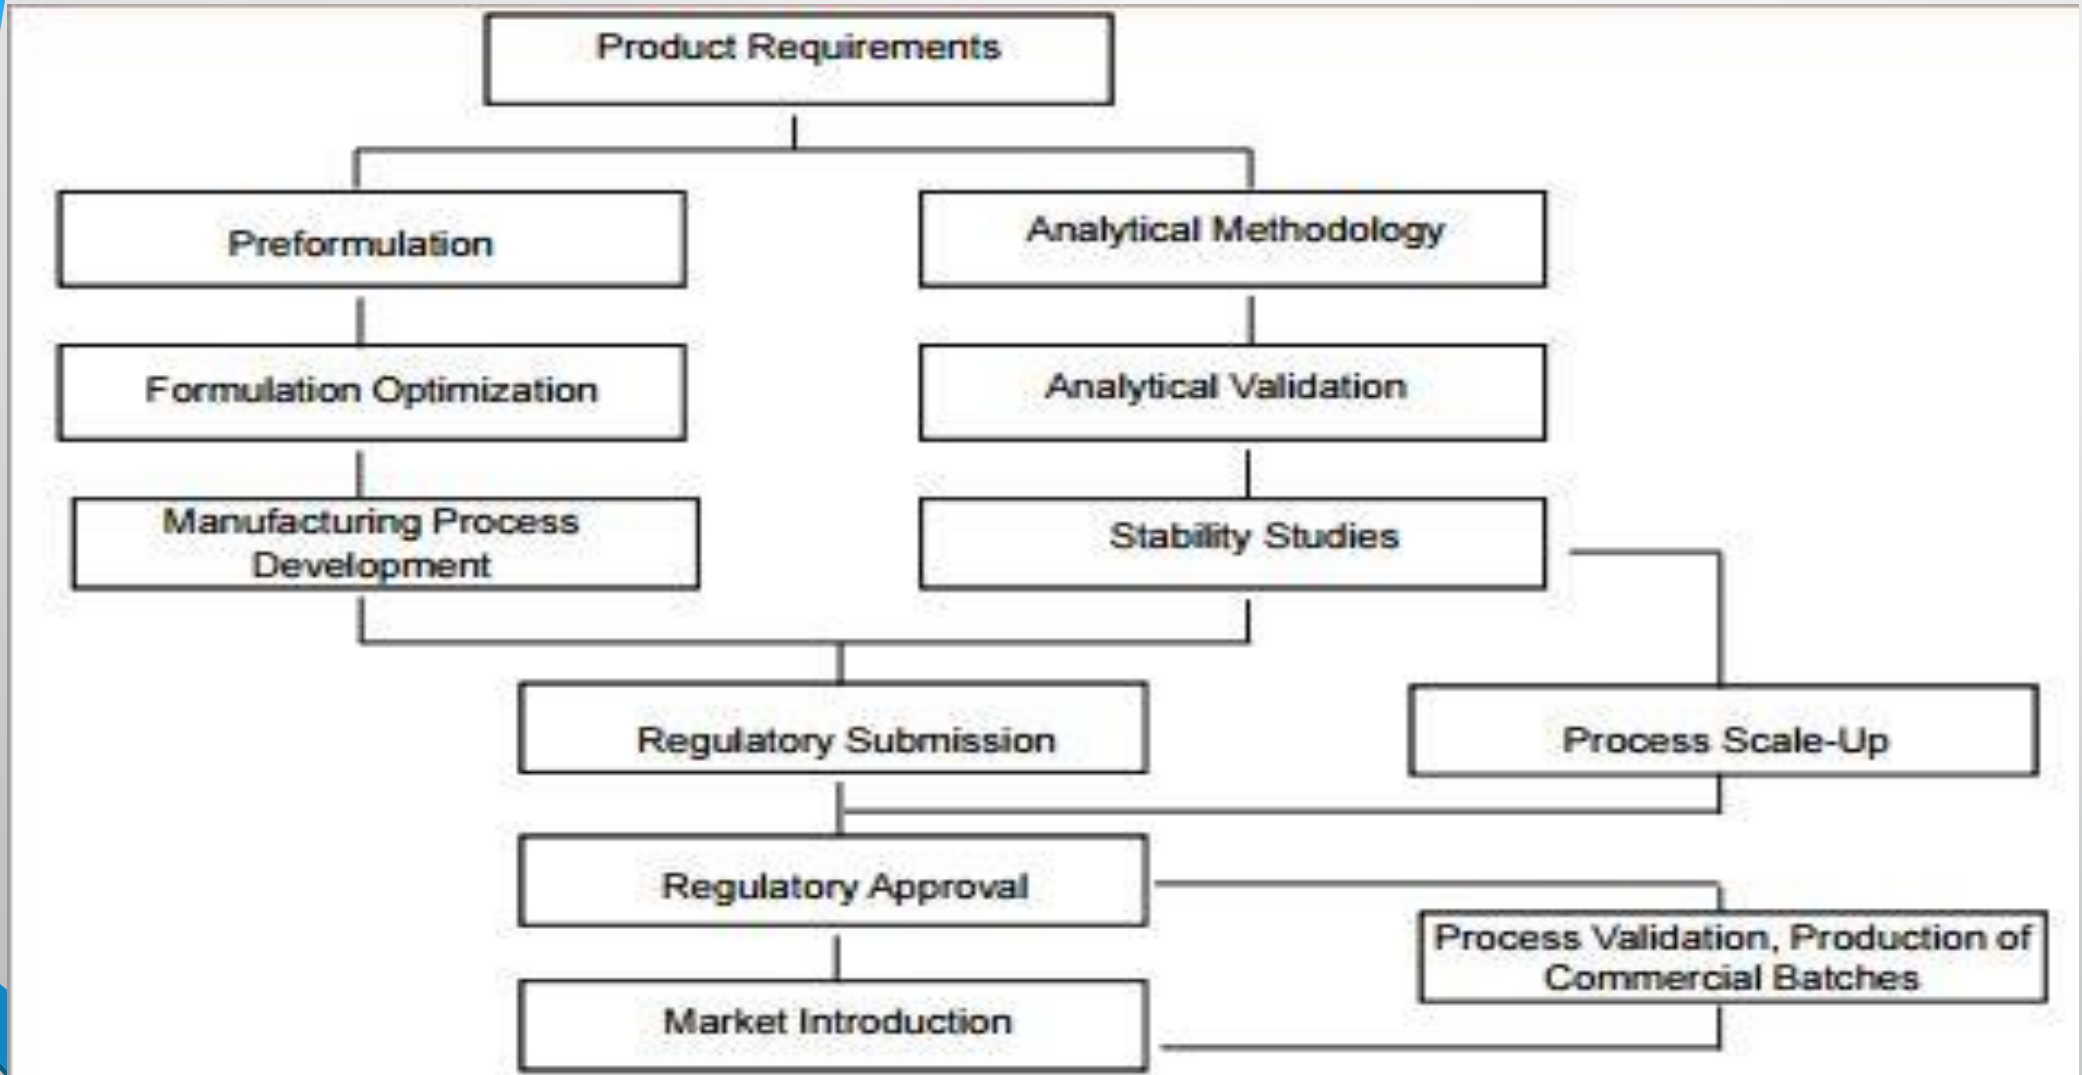 Product Requirements
Preformulation
Analytical Methodology
Formulation Optimization
Analytical Validation
Manufacturing Process
Development
Stability Studies
Regulatory Submission
Process Scale-Up
Regulatory Approval
Process Validation, Production of
Commercial Batches
Market Introduction